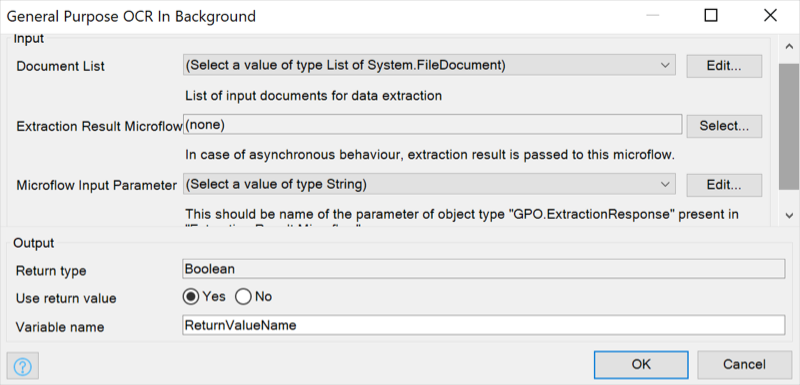 General Purpose OCR In Background
Input
Document List (Select a value of type List of System.FileDocument) Edit...
List of input documents for data extraction
Extraction Result Microflow (none) Select...
In case of asynchronous behaviour, extraction result is passed to this microflow.
Microflow Input Parameter (Select a value of type String) Edit...
This should be name of the parameter of object type "GPO.ExtractionResponse" present in
"Extraction Result Microflow"
Output
Return type Boolean
Use return value Yes No
Variable name ReturnValueName
? OK Cancel